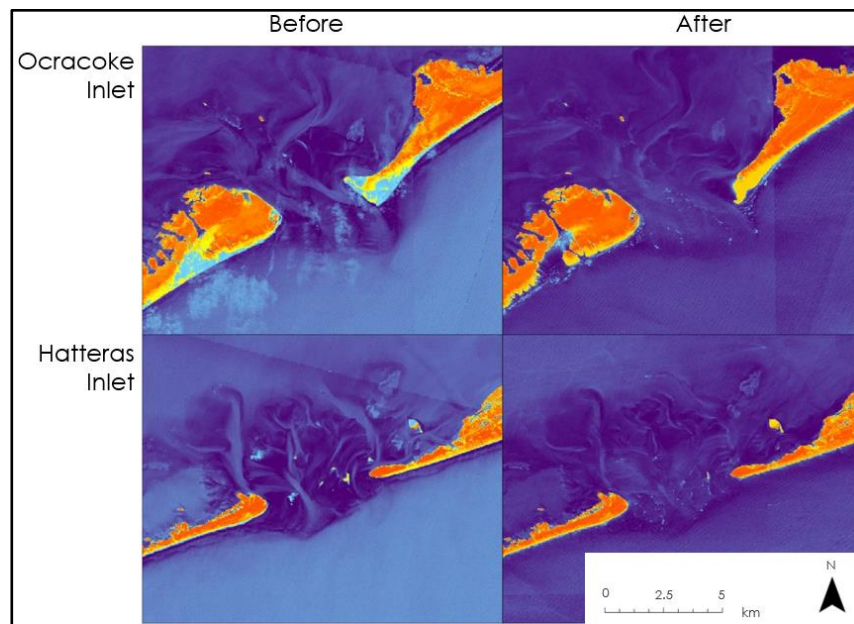 Before
After
Ocracoke
Inlet
Hatteras
Inlet
N
0 2.5 5
km